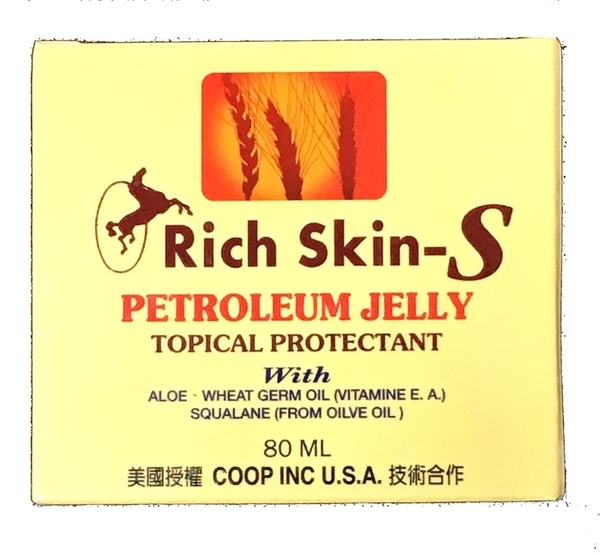 Rich Skin-S
PETROLEUM JELLY
TOPICAL PROTECTANT
With
ALOE、WHEAT GERM OIL (VITAMINE E. A.)
SQUALANE (FROM OILVE OIL )
80 ML
美國授權 COOP INC U.S.A. 技術合作